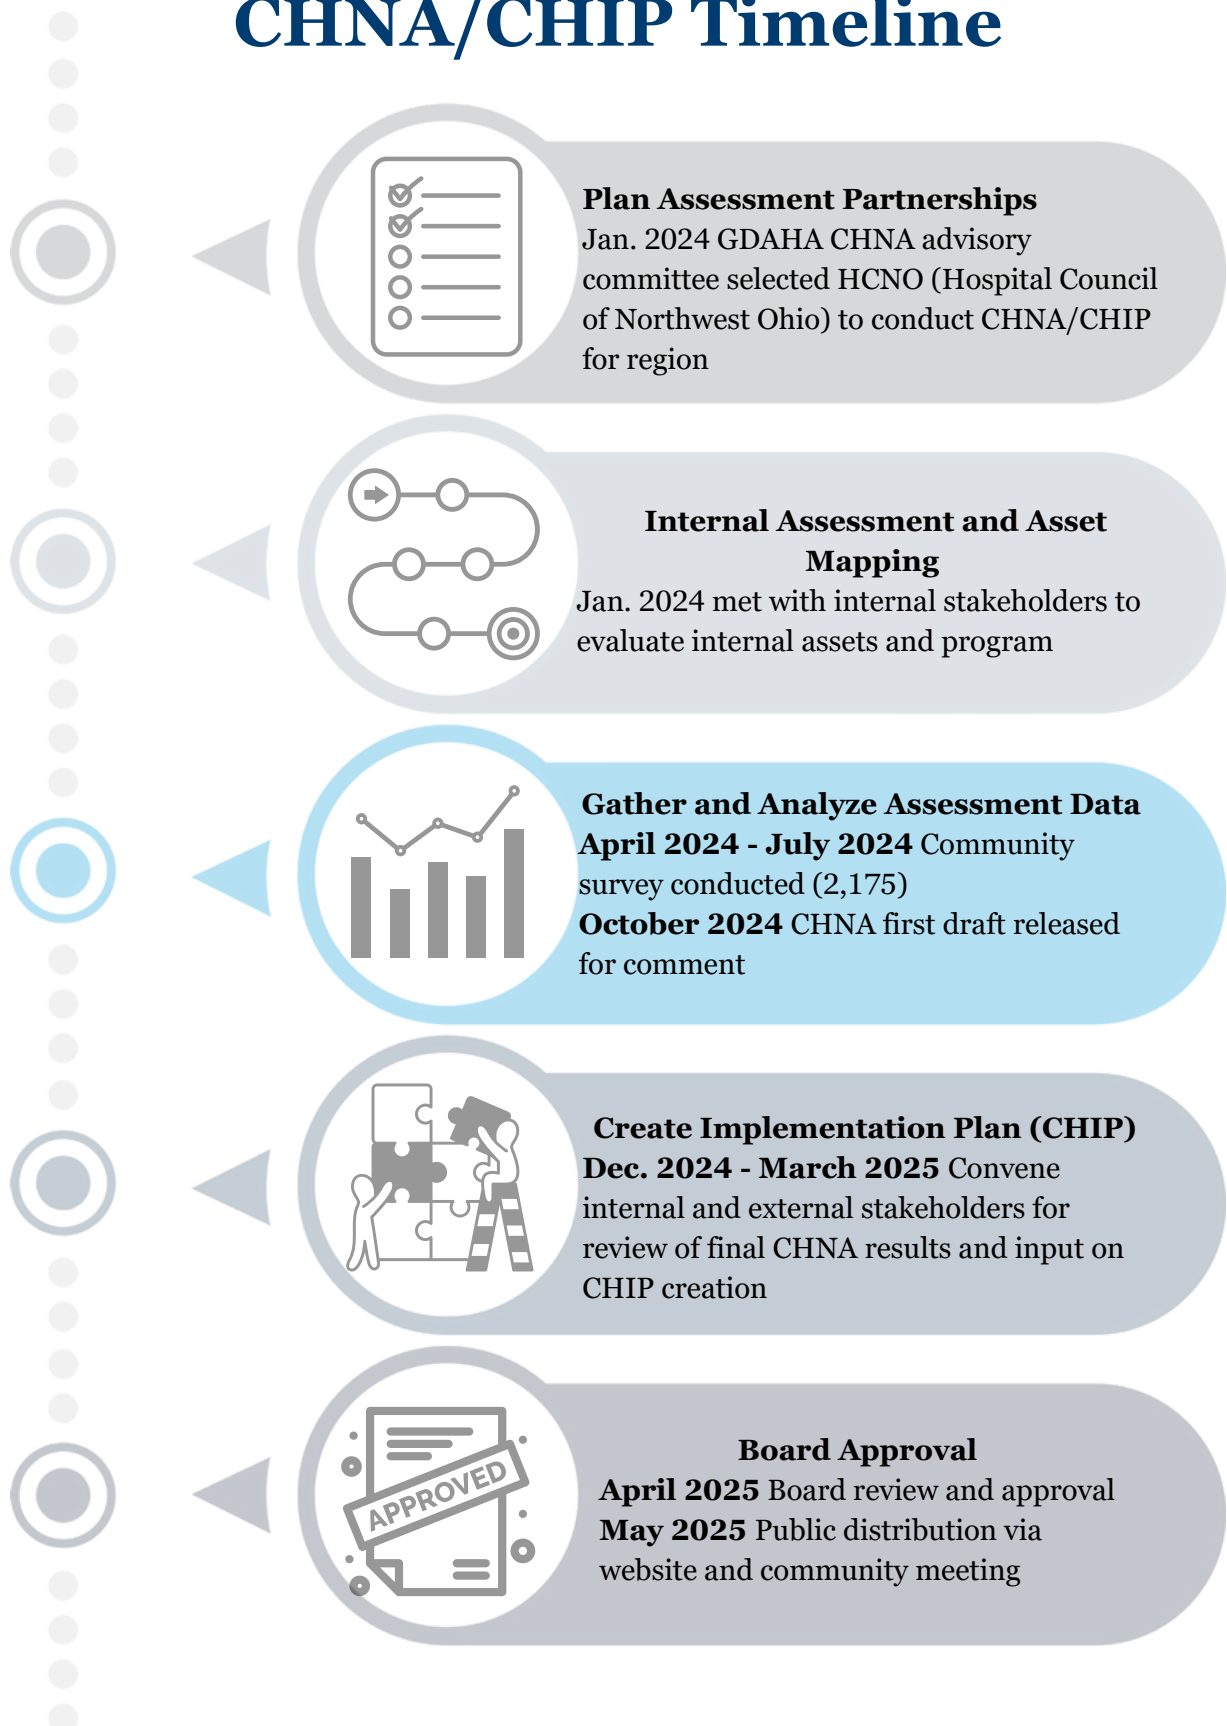 CHNA/CHIP Timeline
Plan Assessment Partnerships
Jan. 2024 GDAHA CHNA advisory
committee selected HCNO (Hospital Council
of Northwest Ohio) to conduct CHNA/CHIP
for region
Internal Assessment and Asset
Mapping
Jan. 2024 met with internal stakeholders to
evaluate internal assets and program
Gather and Analyze Assessment Data
April 2024 - July 2024 Community
survey conducted (2,175)
October 2024 CHNA first draft released
for comment
Create Implementation Plan (CHIP)
Dec. 2024 - March 2025 Convene
internal and external stakeholders for
review of final CHNA results and input on
CHIP creation
APPROVED
Board Approval
April 2025 Board review and approval
May 2025 Public distribution via
website and community meeting